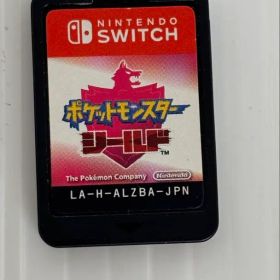 NINTENDO
SWITCH
ポケットモンスター
シールド
TM
The Pokémon Company
Nintendo
LA-H-ALZBA-JPN